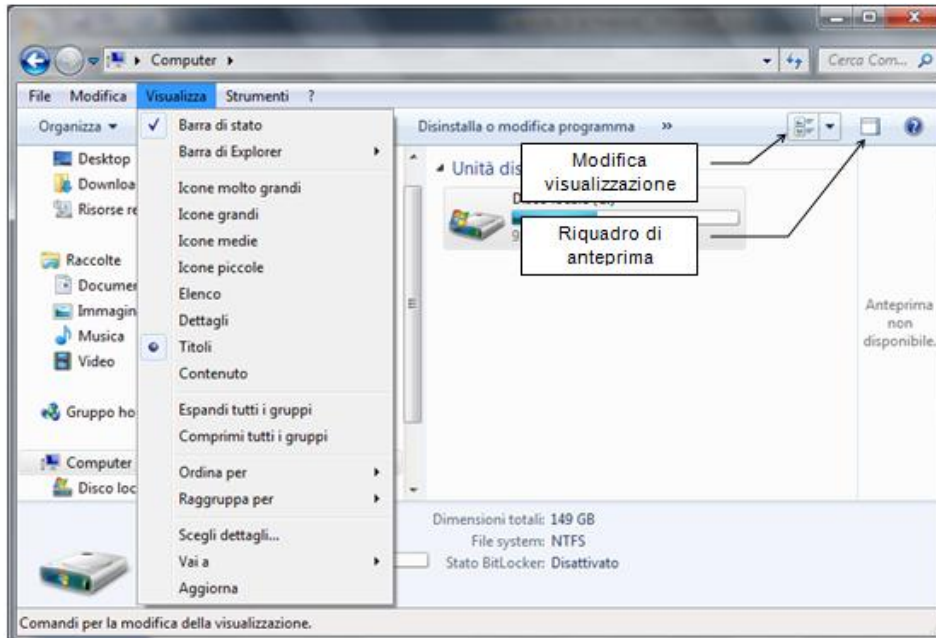 Computer
Cerca Com...
File Modifica Visualizza Strumenti ?
Organizza
Disinstalla o modifica programma »
Barra di stato
Barra di Explorer
Icone molto grandi
Icone grandi
Icone medie
Icone piccole
Elenco
Dettagli
Titoli
Contenuto
Espandi tutti i gruppi
Comprimi tutti i gruppi
Ordina per
Raggruppa per
Scegli dettagli...
Vai a
Aggiorna
Desktop
Downloa
Risorse re
Raccolte
Documen
Immagin
Musica
Video
Gruppo ho
Computer
Disco loc
Unità dis
Modifica
visualizzazione
Riquadro di
anteprima
Anteprima
non
disponibile.
Dimensioni totali: 149 GB
File system: NTFS
Stato BitLocker: Disattivato
Comandi per la modifica della visualizzazione.